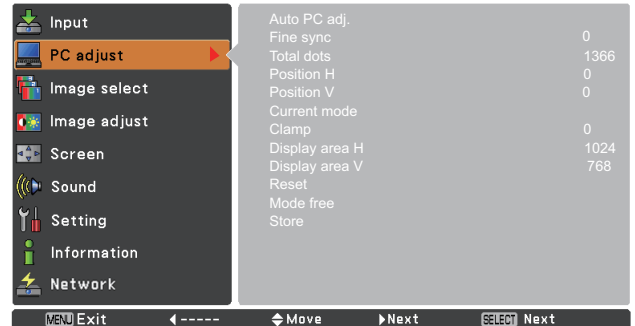 Input
PC adjust
Image select
Image adjust
Screen
Sound
Setting
Information
Network
Auto PC adj.
Fine sync 0
Total dots 1366
Position H 0
Position V 0
Current mode
Clamp 0
Display area H 1024
Display area V 768
Reset
Mode free
Store
MENU Exit ----- Move Next SELECT Next